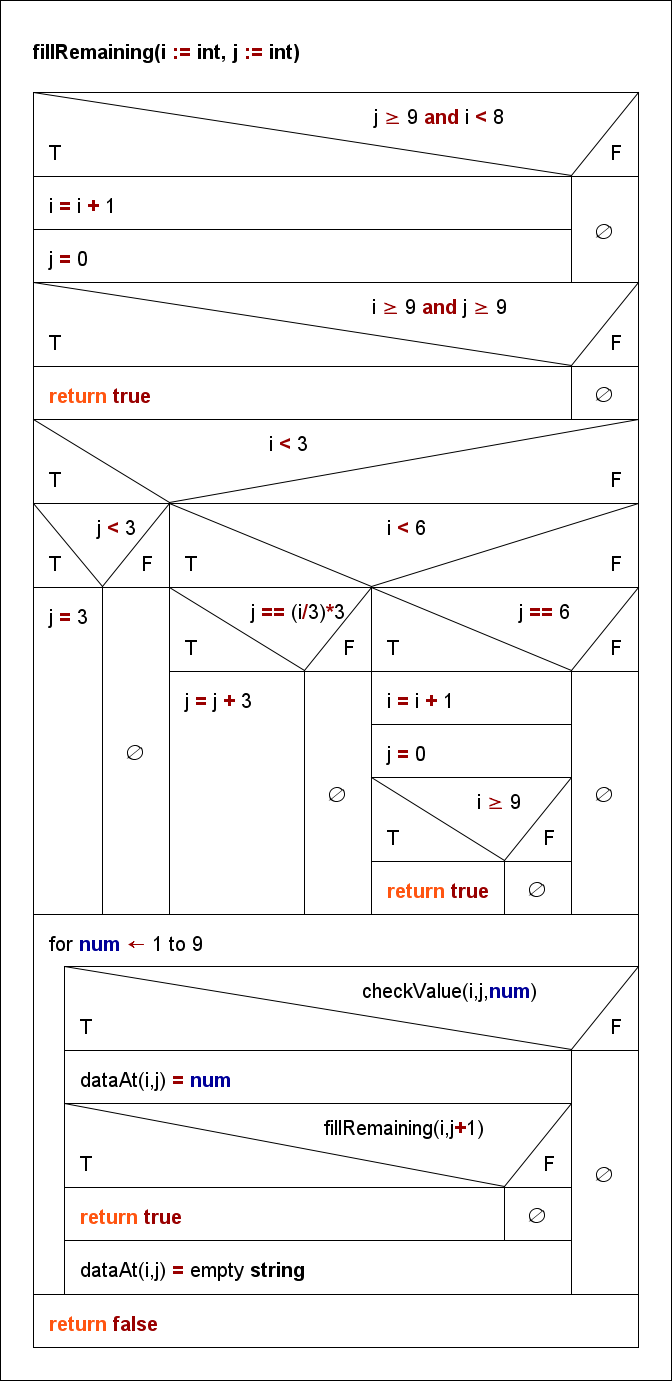 fillRemaining(i := int, j := int)
j ≥ 9 and i < 8
T F
i = i + 1
∅
j = 0
i ≥ 9 and j ≥ 9
T F
return true ∅
i < 3
T F
j < 3 i < 6
T F T F
j = 3 j == (i/3)*3 j == 6
T F T F
j = j + 3 i = i + 1
∅ j = 0
∅ i ≥ 9 ∅
T F
return true ∅
for num ← 1 to 9
checkValue(i,j,num)
T F
dataAt(i,j) = num
fillRemaining(i,j+1)
T F
∅
return true ∅
dataAt(i,j) = empty string
return false